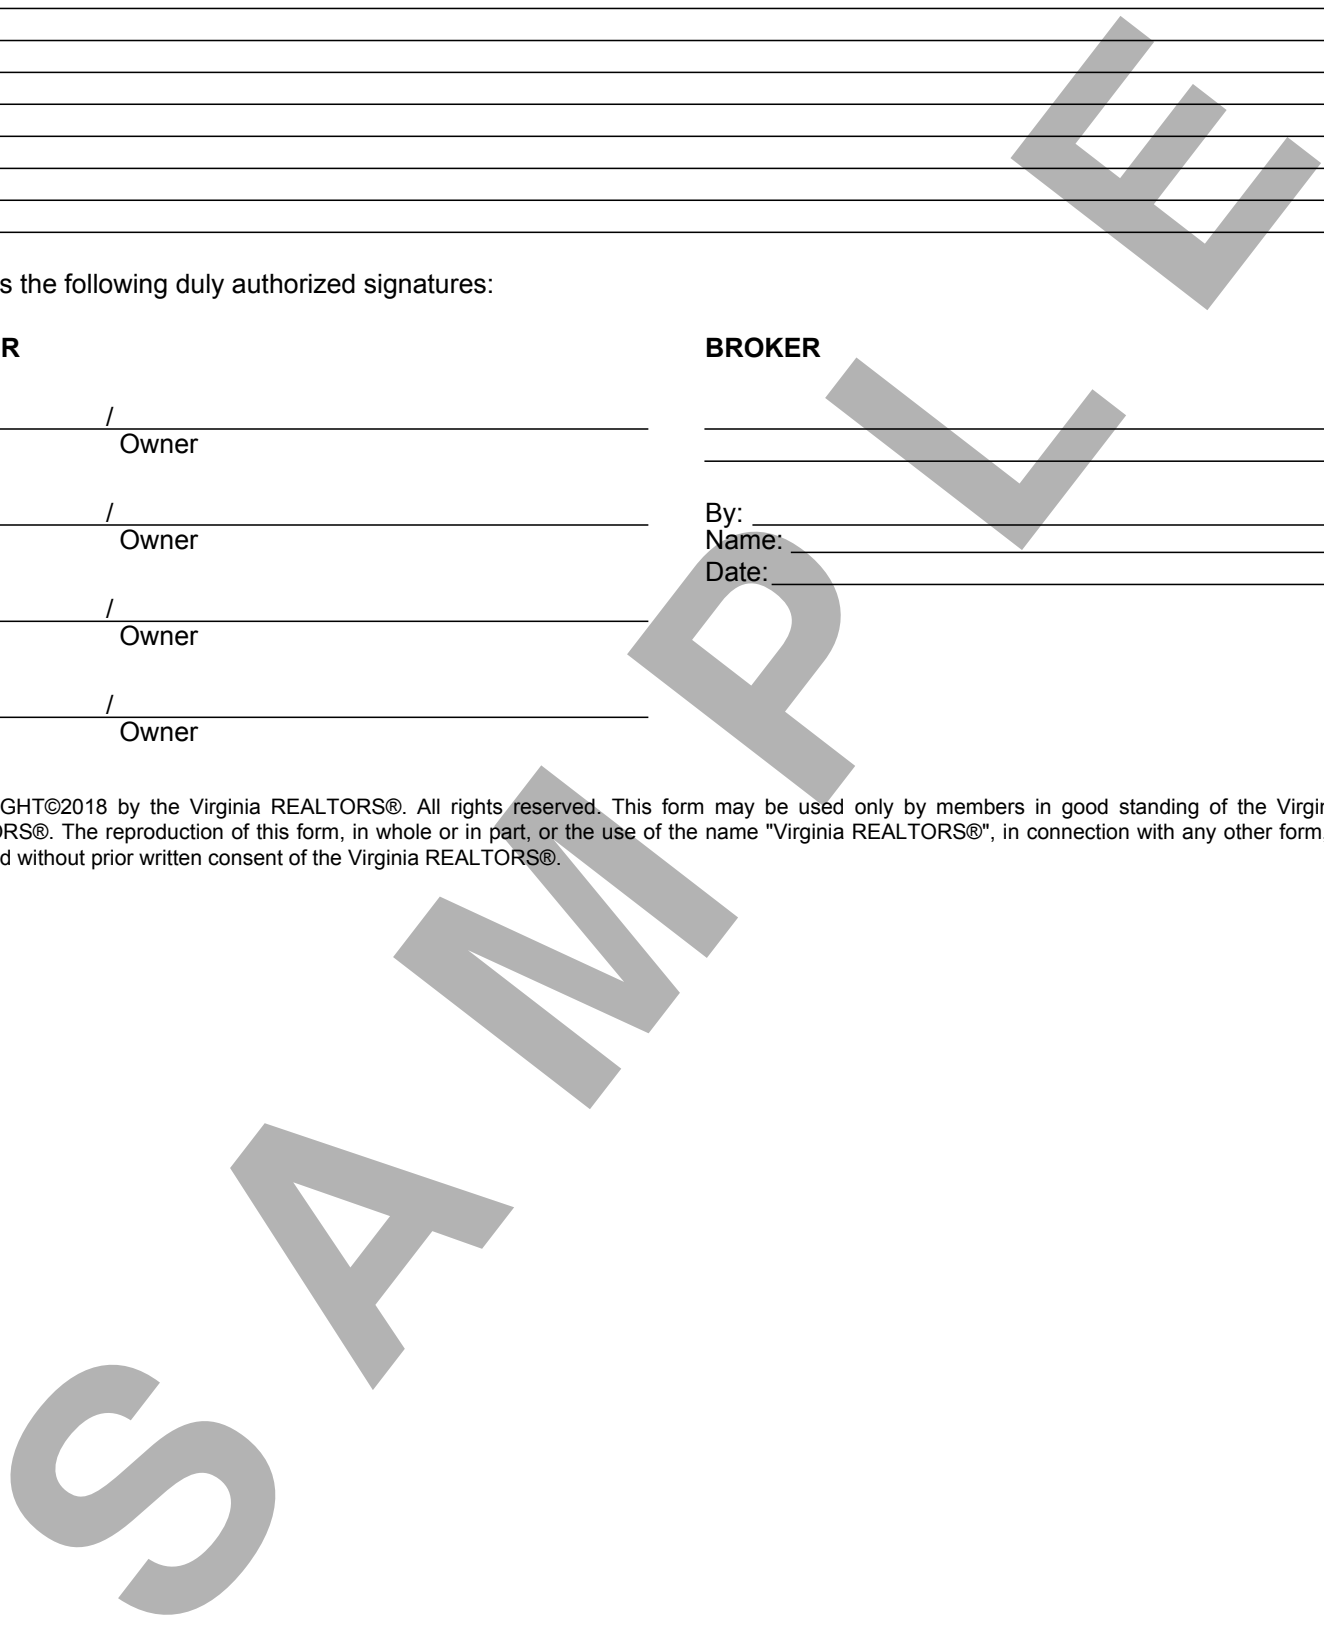 s the following duly authorized signatures:
R BROKER
/
Owner
/
Owner
By:
Name:
Date:
/
Owner
/
Owner
GHT©2018 by the Virginia REALTORS®. All rights reserved. This form may be used only by members in good standing of the Virgin
ORS®. The reproduction of this form, in whole or in part, or the use of the name "Virginia REALTORS®", in connection with any other form,
d without prior written consent of the Virginia REALTORS®.
SAMPLE